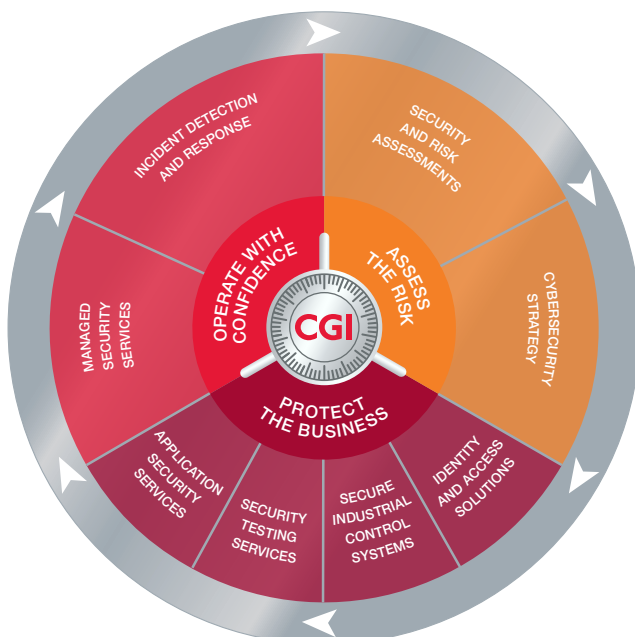 INCIDENT DETECTION
AND RESPONSE
SECURITY
AND RISK
ASSESSMENTS
OPERATE WITH
CONFIDENCE
ASSESS
THE RISK
MANAGED
SECURITY
SERVICES
CGI
CYBERSECURITY
STRATEGY
PROTECT
THE BUSINESS
APPLICATION
SECURITY
SERVICES
SECURITY
TESTING
SERVICES
SECURE
INDUSTRIAL
CONTROL
SYSTEMS
IDENTITY
AND ACCESS
SOLUTIONS